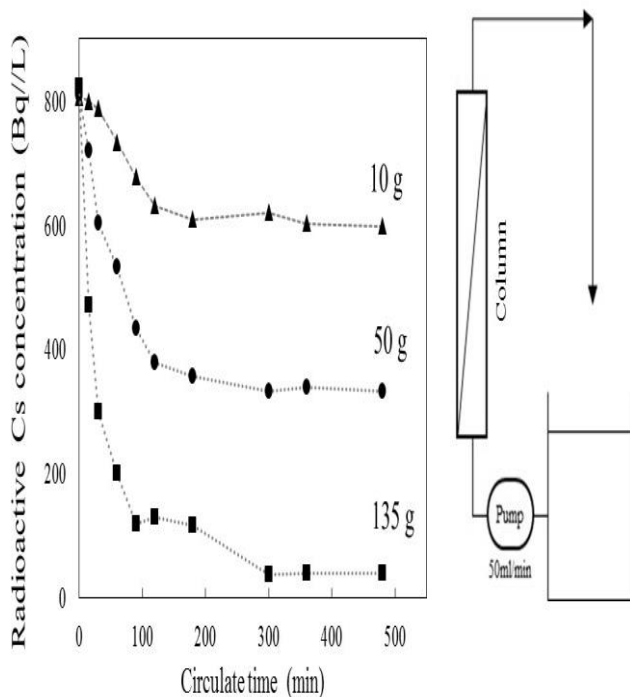 Radioactive Cs concentration (Bq//L)
800
600
400
200
0
10 g
50 g
135 g
0 100 200 300 400 500
Circulate time (min)
Column
Pump
50ml/min